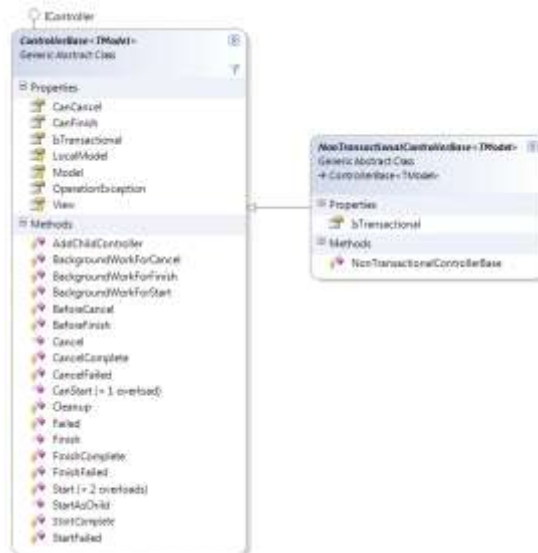 IController
ControllerBase<TModel>
Generic Abstract Class
Properties
CanCancel
CanFinish
IsTransactional
LocalModel
Model
OperationException
View
Methods
AddChildController
BackgroundWorkForCancel
BackgroundWorkForFinish
BackgroundWorkForStart
BeforeCancel
BeforeFinish
Cancel
CancelComplete
CancelFailed
CanStart (+ 1 overload)
Cleanup
Failed
Finish
FinishComplete
FinishFailed
Start (+ 2 overloads)
StartAsChild
StartComplete
StartFailed
NonTransactionalControllerBase<TModel>
Generic Abstract Class
→ ControllerBase<TModel>
Properties
IsTransactional
Methods
NonTransactionalControllerBase